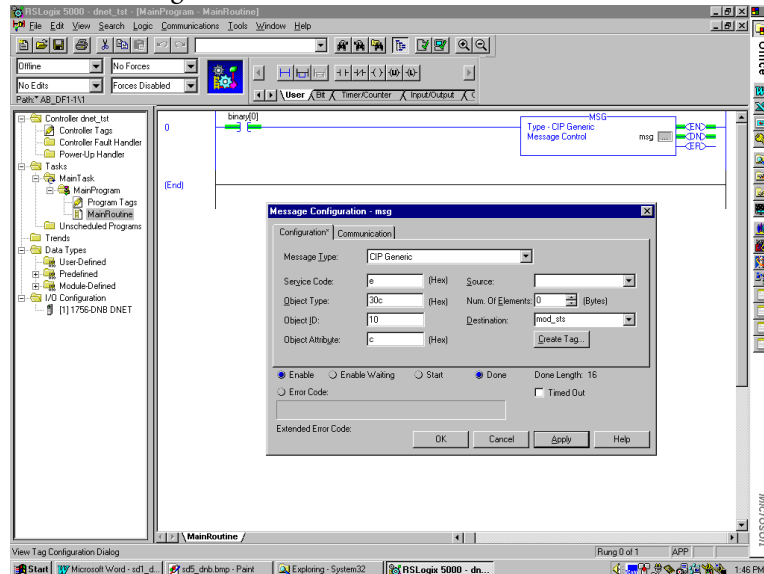 RSLogix 5000 - dnet_tst - [MainProgram - MainRoutine]
File Edit View Search Logic Communications Tools Window Help
Offline
No Forces
No Edits
Forces Disabled
Path:* AB_DF1-1\1
User Bit Timer/Counter Input/Output
Office
Controller dnet_tst
Controller Tags
Controller Fault Handler
Power-Up Handler
Tasks
MainTask
MainProgram
Program Tags
MainRoutine
Unscheduled Programs
Trends
Data Types
User-Defined
Predefined
Module-Defined
I/O Configuration
[1] 1756-DNB DNET
0
binary[0]
MSG
Type - CIP Generic
Message Control msg ...
EN
DN
ER
(End)
Message Configuration - msg
Configuration* Communication
Message Type: CIP Generic
Service Code: e (Hex) Source:
Object Type: 30c (Hex) Num. Of Elements: 0 (Bytes)
Object ID: 10 Destination: mod_sts
Object Attribute: c (Hex) Create Tag...
Enable Enable Waiting Start Done Done Length: 16
Error Code: Timed Out
Extended Error Code:
OK Cancel Apply Help
MainRoutine
View Tag Configuration Dialog
Rung 0 of 1 APP
Start Microsoft Word - sd1_d... sd5_dnb.bmp - Paint Exploring - System32 RSLogix 5000 - dn... 1:46 PM